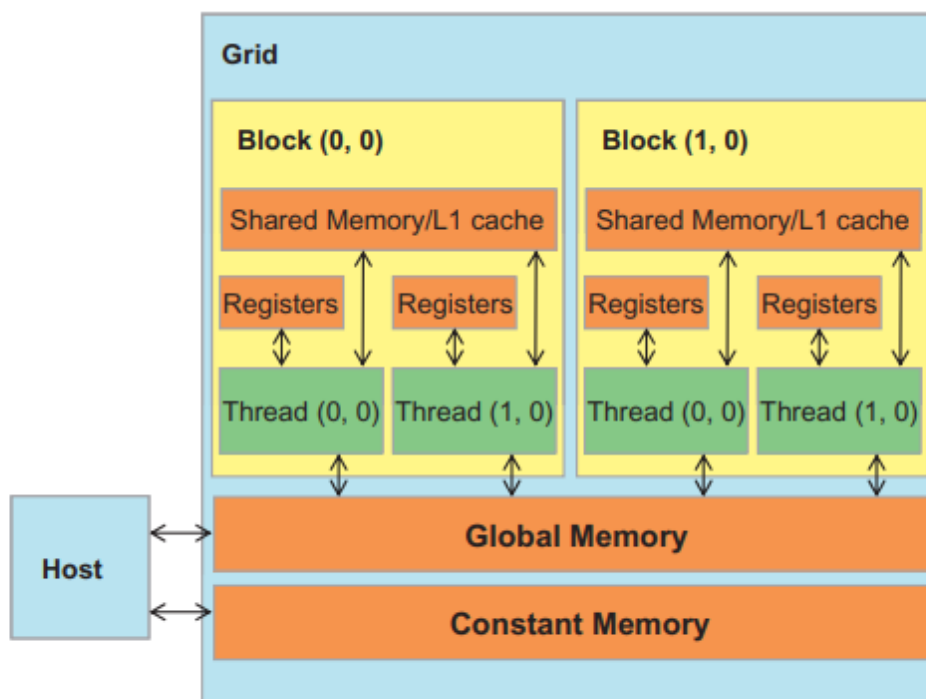 Grid
Block (0, 0)
Shared Memory/L1 cache
Registers
Registers
Thread (0, 0)
Thread (1, 0)
Block (1, 0)
Shared Memory/L1 cache
Registers
Registers
Thread (0, 0)
Thread (1, 0)
Host
Global Memory
Constant Memory